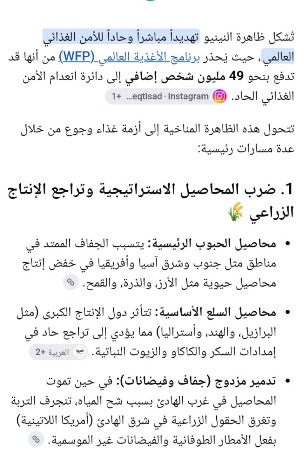 تُشكل ظاهرة النينيو تهديداً مباشراً وحاداً للأمن الغذائي
العالمي، حيث يُحذر برنامج الأغذية العالمي (WFP) من أنها قد
تدفع بنحو 49 مليون شخص إضافي إلى دائرة انعدام الأمن
الغذائي الحاد. eqtlsad · Instagram... +1
تتحول هذه الظاهرة المناخية إلى أزمة غذاء وجوع من خلال
عدة مسارات رئيسية:
1. ضرب المحاصيل الاستراتيجية وتراجع الإنتاج
الزراعي 🌾
• محاصيل الحبوب الرئيسية: يتسبب الجفاف الممتد في
مناطق مثل جنوب وشرق آسيا وأفريقيا في خفض إنتاج
محاصيل حيوية مثل الأرز، والذرة، والقمح.
• محاصيل السلع الأساسية: تتأثر دول الإنتاج الكبرى (مثل
البرازيل، والهند، وأستراليا) مما يؤدي إلى تراجع حاد في
إمدادات السكر والكاكاو والزيوت النباتية. العربية +2
• تدمير مزدوج (جفاف وفيضانات): في حين تموت
المحاصيل في غرب الهادئ بسبب شح المياه، تنجرف التربة
وتغرق الحقول الزراعية في شرق الهادئ (أمريكا اللاتينية)
بفعل الأمطار الطوفانية والفيضانات غير الموسمية.